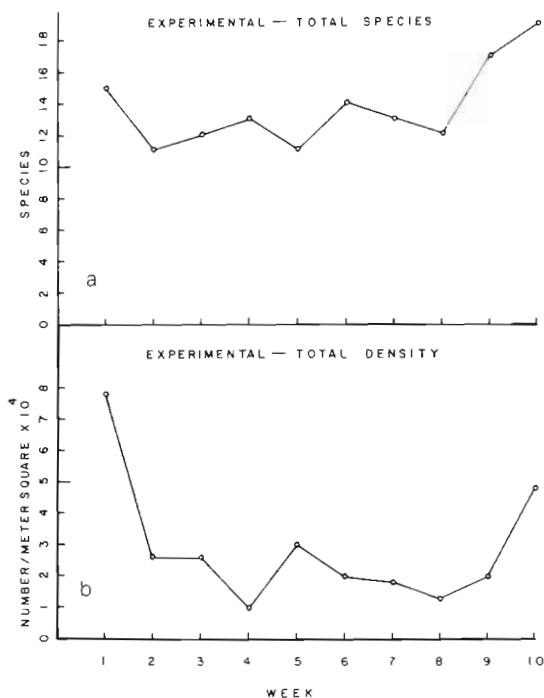 EXPERIMENTAL — TOTAL SPECIES
18
16
14
12
10
8
6
4
2
0
SPECIES
a
EXPERIMENTAL — TOTAL DENSITY
8
7
6
5
4
3
2
1
0
NUMBER/METER SQUARE X 10 4
b
1 2 3 4 5 6 7 8 9 10
WEEK